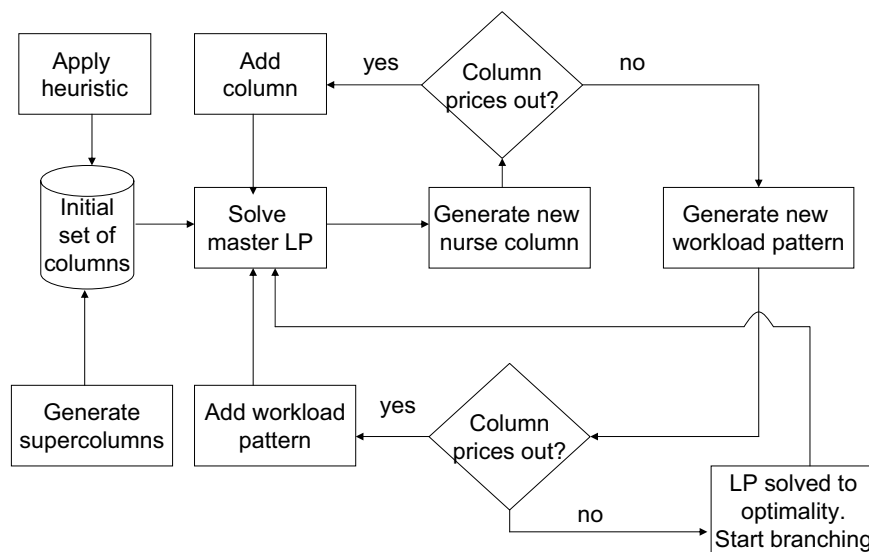 Apply
heuristic
Add
column
yes
Column
prices out?
no
Initial
set of
columns
Solve
master LP
Generate new
nurse column
Generate new
workload pattern
Generate
supercolumns
Add workload
pattern
yes
Column
prices out?
no
LP solved to
optimality.
Start branching